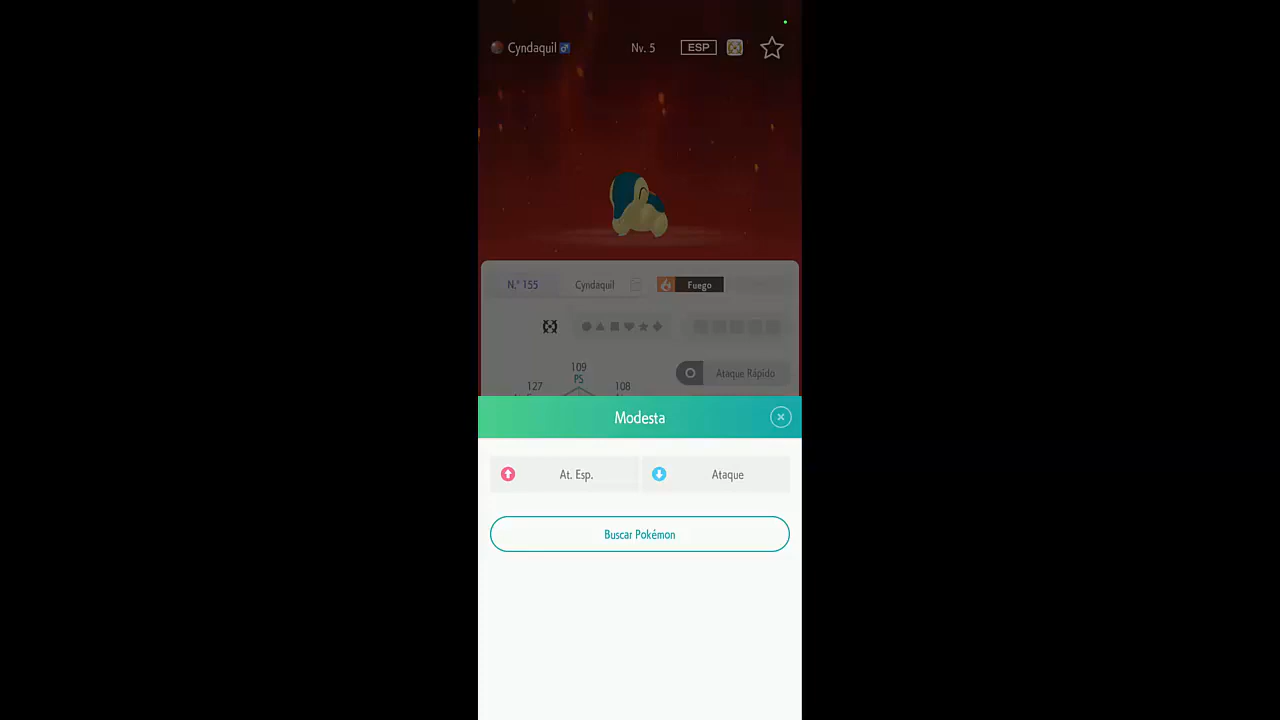 Cyndaquil♂ Nv. 5 ESP
N.° 155 Cyndaquil Fuego
109
PS
127 108
Ataque Rápido
Modesta
At. Esp. Ataque
Buscar Pokémon